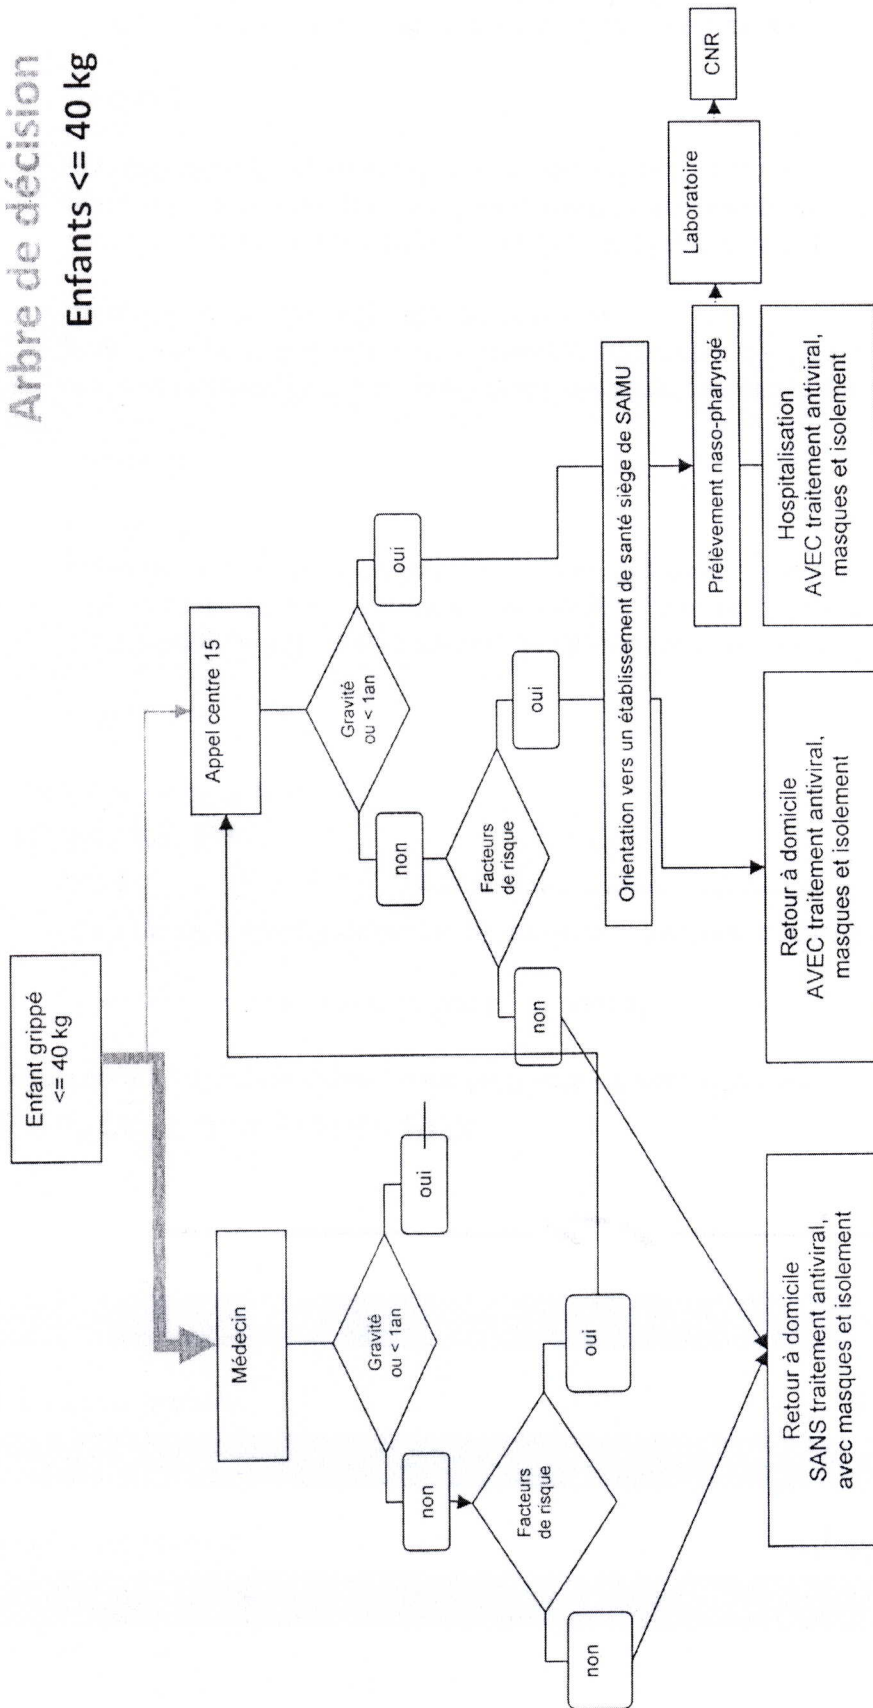 Arbre de décision
Enfants <= 40 kg
Enfant grippé
<= 40 kg
Médecin
Appel centre 15
Gravité
ou < 1an
oui
non
Facteurs
de risque
oui
non
Gravité
ou < 1an
oui
non
Facteurs
de risque
oui
non
Orientation vers un établissement de santé siège de SAMU
Prélèvement naso-pharyngé
Laboratoire
CNR
Retour à domicile
SANS traitement antiviral,
avec masques et isolement
Retour à domicile
AVEC traitement antiviral,
masques et isolement
Hospitalisation
AVEC traitement antiviral,
masques et isolement